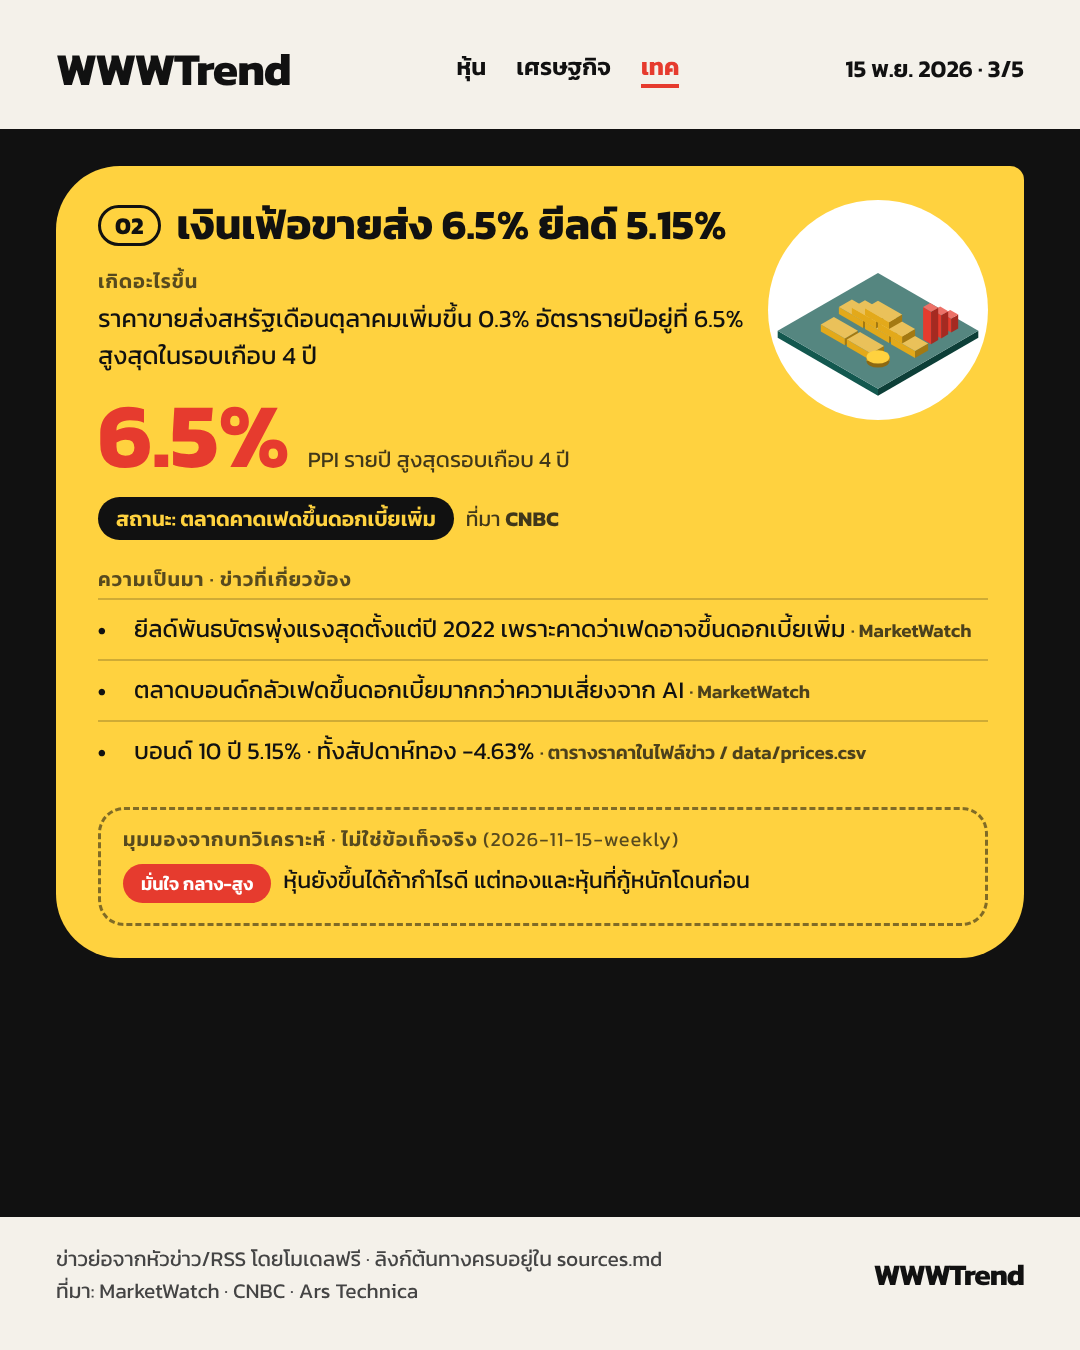 WWWTrend
หุ้น เศรษฐกิจ เทค
15 พ.ย. 2026 · 3/5
02 เงินเฟ้อขายส่ง 6.5% ยีลด์ 5.15%
เกิดอะไรขึ้น
ราคาขายส่งสหรัฐเดือนตุลาคมเพิ่มขึ้น 0.3% อัตรารายปีอยู่ที่ 6.5%
สูงสุดในรอบเกือบ 4 ปี
6.5% PPI รายปี สูงสุดรอบเกือบ 4 ปี
สถานะ: ตลาดคาดเฟดขึ้นดอกเบี้ยเพิ่ม ที่มา CNBC
ความเป็นมา · ข่าวที่เกี่ยวข้อง
• ยีลด์พันธบัตรพุ่งแรงสุดตั้งแต่ปี 2022 เพราะคาดว่าเฟดอาจขึ้นดอกเบี้ยเพิ่ม · MarketWatch
• ตลาดบอนด์กลัวเฟดขึ้นดอกเบี้ยมากกว่าความเสี่ยงจาก AI · MarketWatch
• บอนด์ 10 ปี 5.15% · ทั้งสัปดาห์ทอง -4.63% · ตารางราคาในไฟล์ข่าว / data/prices.csv
มุมมองจากบทวิเคราะห์ · ไม่ใช่ข้อเท็จจริง (2026-11-15-weekly)
มั่นใจ กลาง-สูง หุ้นยังขึ้นได้ถ้ากำไรดี แต่ทองและหุ้นที่กู้หนักโดนก่อน
ข่าวย่อจากหัวข่าว/RSS โดยโมเดลฟรี · ลิงก์ต้นทางครบอยู่ใน sources.md
ที่มา: MarketWatch · CNBC · Ars Technica
WWWTrend